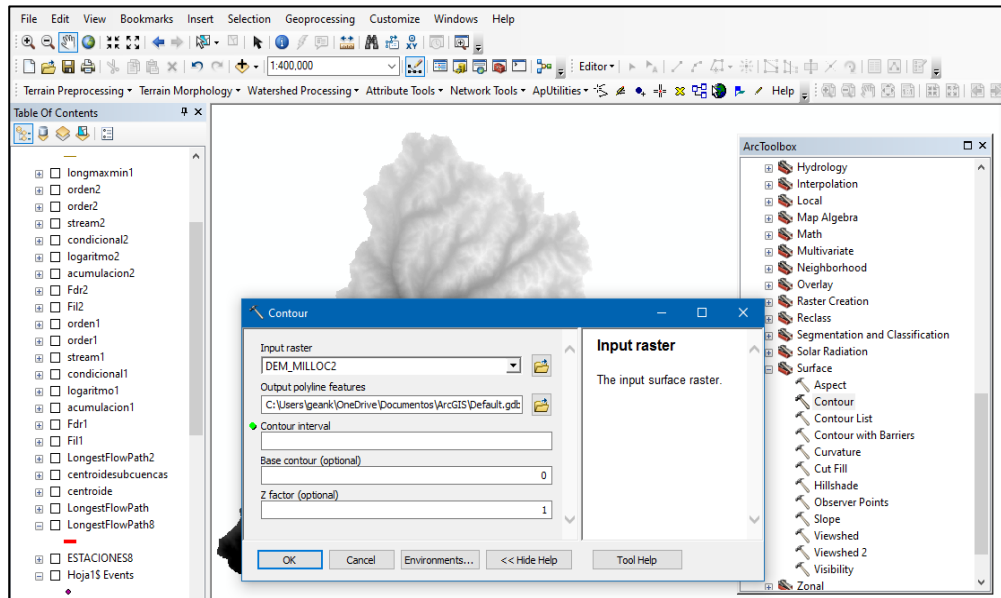 File Edit View Bookmarks Insert Selection Geoprocessing Customize Windows Help
1:400,000
Editor
Terrain Preprocessing Terrain Morphology Watershed Processing Attribute Tools Network Tools ApUtilities Help
Table Of Contents
longmaxmin1
orden2
order2
stream2
condicional2
logaritmo2
acumulacion2
Fdr2
Fil2
orden1
order1
stream1
condicional1
logaritmo1
acumulacion1
Fdr1
Fil1
LongestFlowPath2
centroidesubcuencas
centroide
LongestFlowPath
LongestFlowPath8
ESTACIONES8
Hoja1$ Events
Contour
Input raster
DEM_MILLOC2
Output polyline features
C:\Users\geank\OneDrive\Documentos\ArcGIS\Default.gdb
Contour interval
Base contour (optional)
0
Z factor (optional)
1
OK Cancel Environments... << Hide Help Tool Help
Input raster
The input surface raster.
ArcToolbox
Hydrology
Interpolation
Local
Map Algebra
Math
Multivariate
Neighborhood
Overlay
Raster Creation
Reclass
Segmentation and Classification
Solar Radiation
Surface
Aspect
Contour
Contour List
Contour with Barriers
Curvature
Cut Fill
Hillshade
Observer Points
Slope
Viewshed
Viewshed 2
Visibility
Zonal